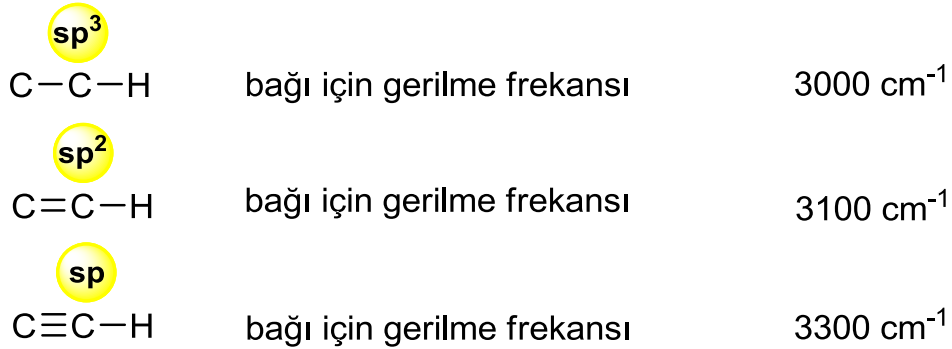 sp³
C–C–H bağı için gerilme frekansı 3000 cm⁻¹
sp²
C=C–H bağı için gerilme frekansı 3100 cm⁻¹
sp
C≡C–H bağı için gerilme frekansı 3300 cm⁻¹